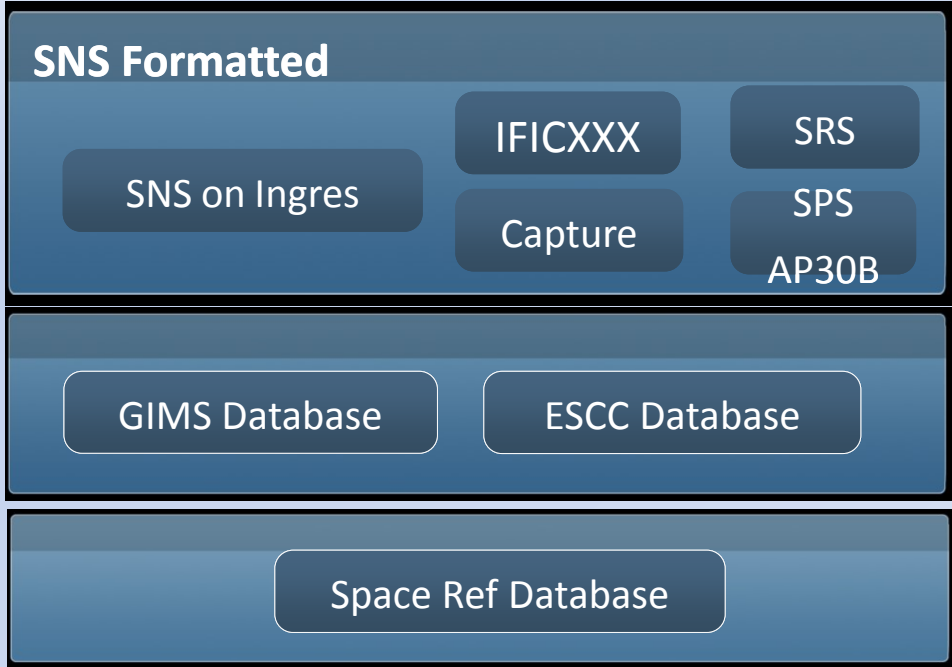 SNS Formatted
SNS on Ingres
IFICXXX
SRS
Capture
SPS
AP30B
GIMS Database
ESCC Database
Space Ref Database